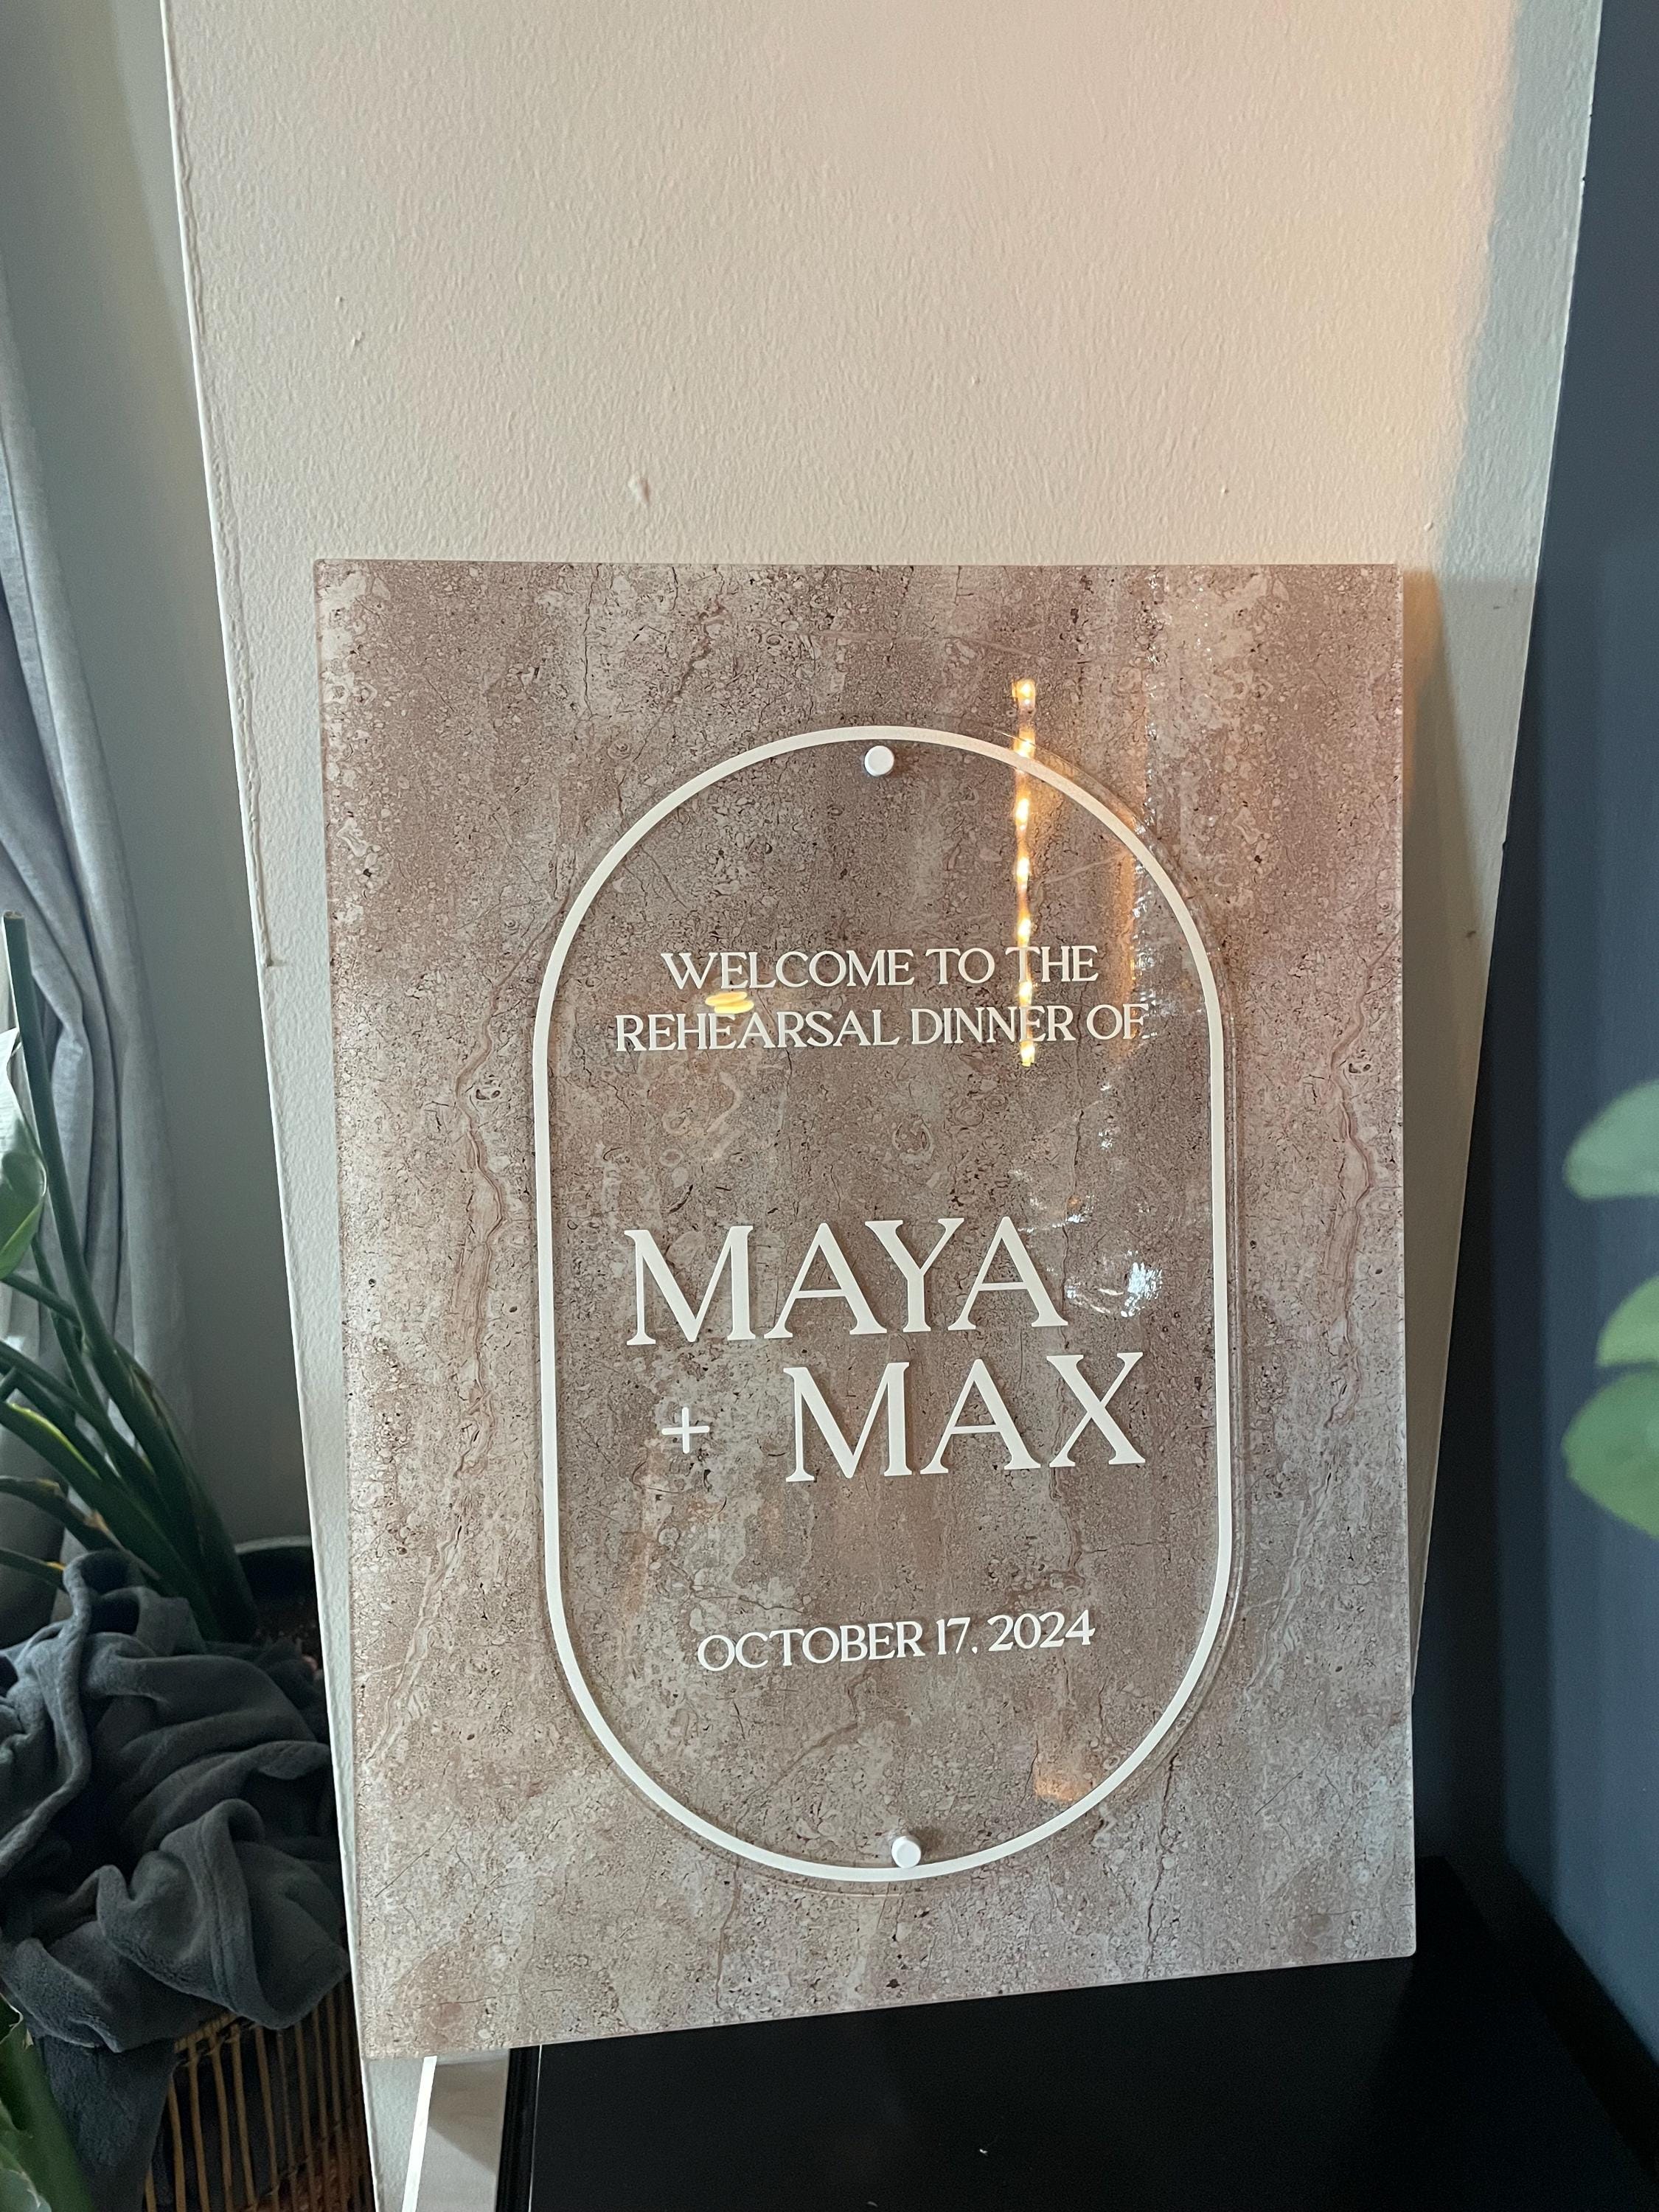 WELCOME TO THE
REHEARSAL DINNER OF
MAYA
+ MAX
OCTOBER 17, 2024